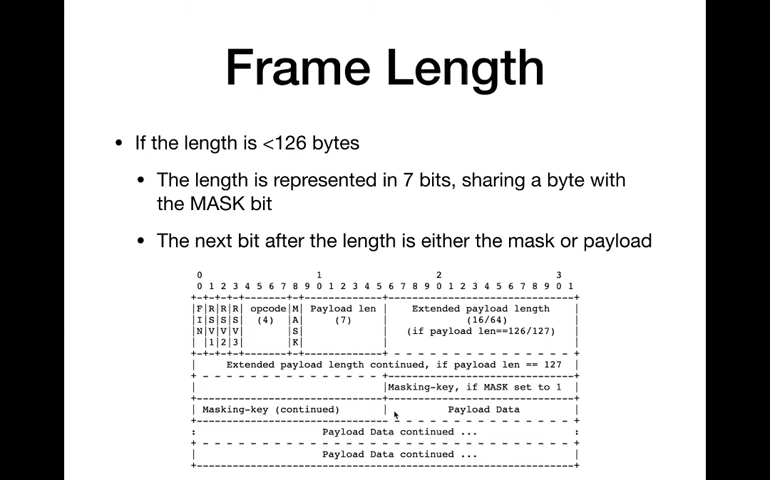 Frame Length
• If the length is <126 bytes
• The length is represented in 7 bits, sharing a byte with
the MASK bit
• The next bit after the length is either the mask or payload
0                   1                   2                   3
0 1 2 3 4 5 6 7 8 9 0 1 2 3 4 5 6 7 8 9 0 1 2 3 4 5 6 7 8 9 0 1
+-+-+-+-+-------+-+-------------+-------------------------------+
|F|R|R|R| opcode|M| Payload len |    Extended payload length    |
|I|S|S|S|  (4)  |A|     (7)     |             (16/64)           |
|N|V|V|V|       |S|             |   (if payload len==126/127)   |
| |1|2|3|       |K|             |                               |
+-+-+-+-+-------+-+-------------+ - - - - - - - - - - - - - - - +
|     Extended payload length continued, if payload len == 127  |
+ - - - - - - - - - - - - - - - +-------------------------------+
|                               |Masking-key, if MASK set to 1  |
+-------------------------------+-------------------------------+
| Masking-key (continued)       |          Payload Data         |
+-------------------------------- - - - - - - - - - - - - - - - +
:                     Payload Data continued ...                :
+ - - - - - - - - - - - - - - - - - - - - - - - - - - - - - - - +
|                     Payload Data continued ...                |
+---------------------------------------------------------------+